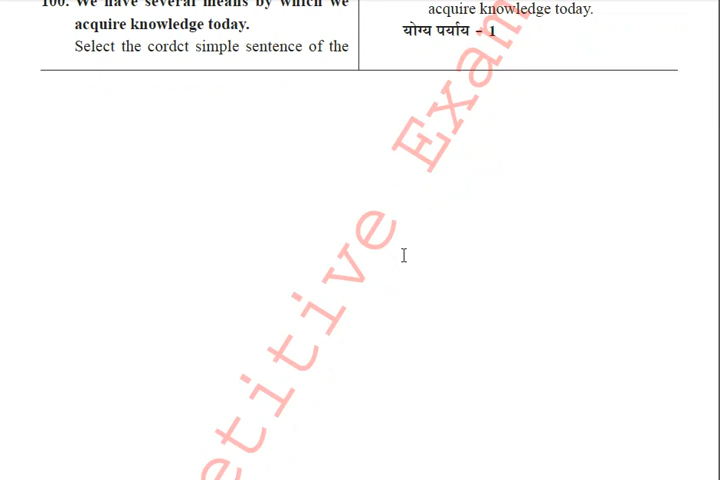 100. We have several means by which we
acquire knowledge today.
Select the cordct simple sentence of the
acquire knowledge today.
योग्य पर्याय - 1
etitive Exam